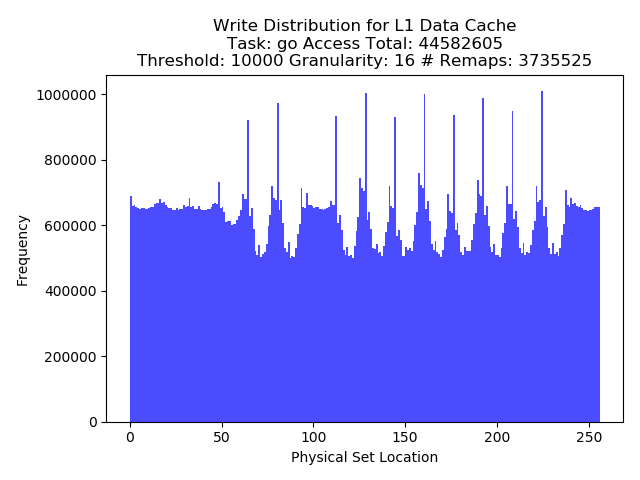 Write Distribution for L1 Data Cache
Task: go Access Total: 44582605
Threshold: 10000 Granularity: 16 # Remaps: 3735525
1000000
800000
600000
400000
200000
0
Frequency
0 50 100 150 200 250
Physical Set Location